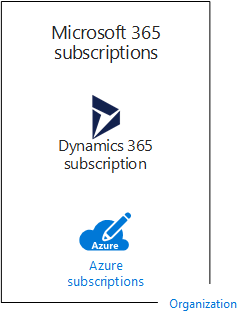 Microsoft 365
subscriptions
Dynamics 365
subscription
Azure
Azure
subscriptions
Organization